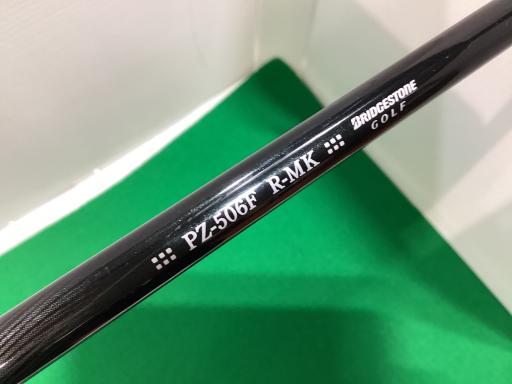 PZ-506F R-MK
BRIDGESTONE
GOLF